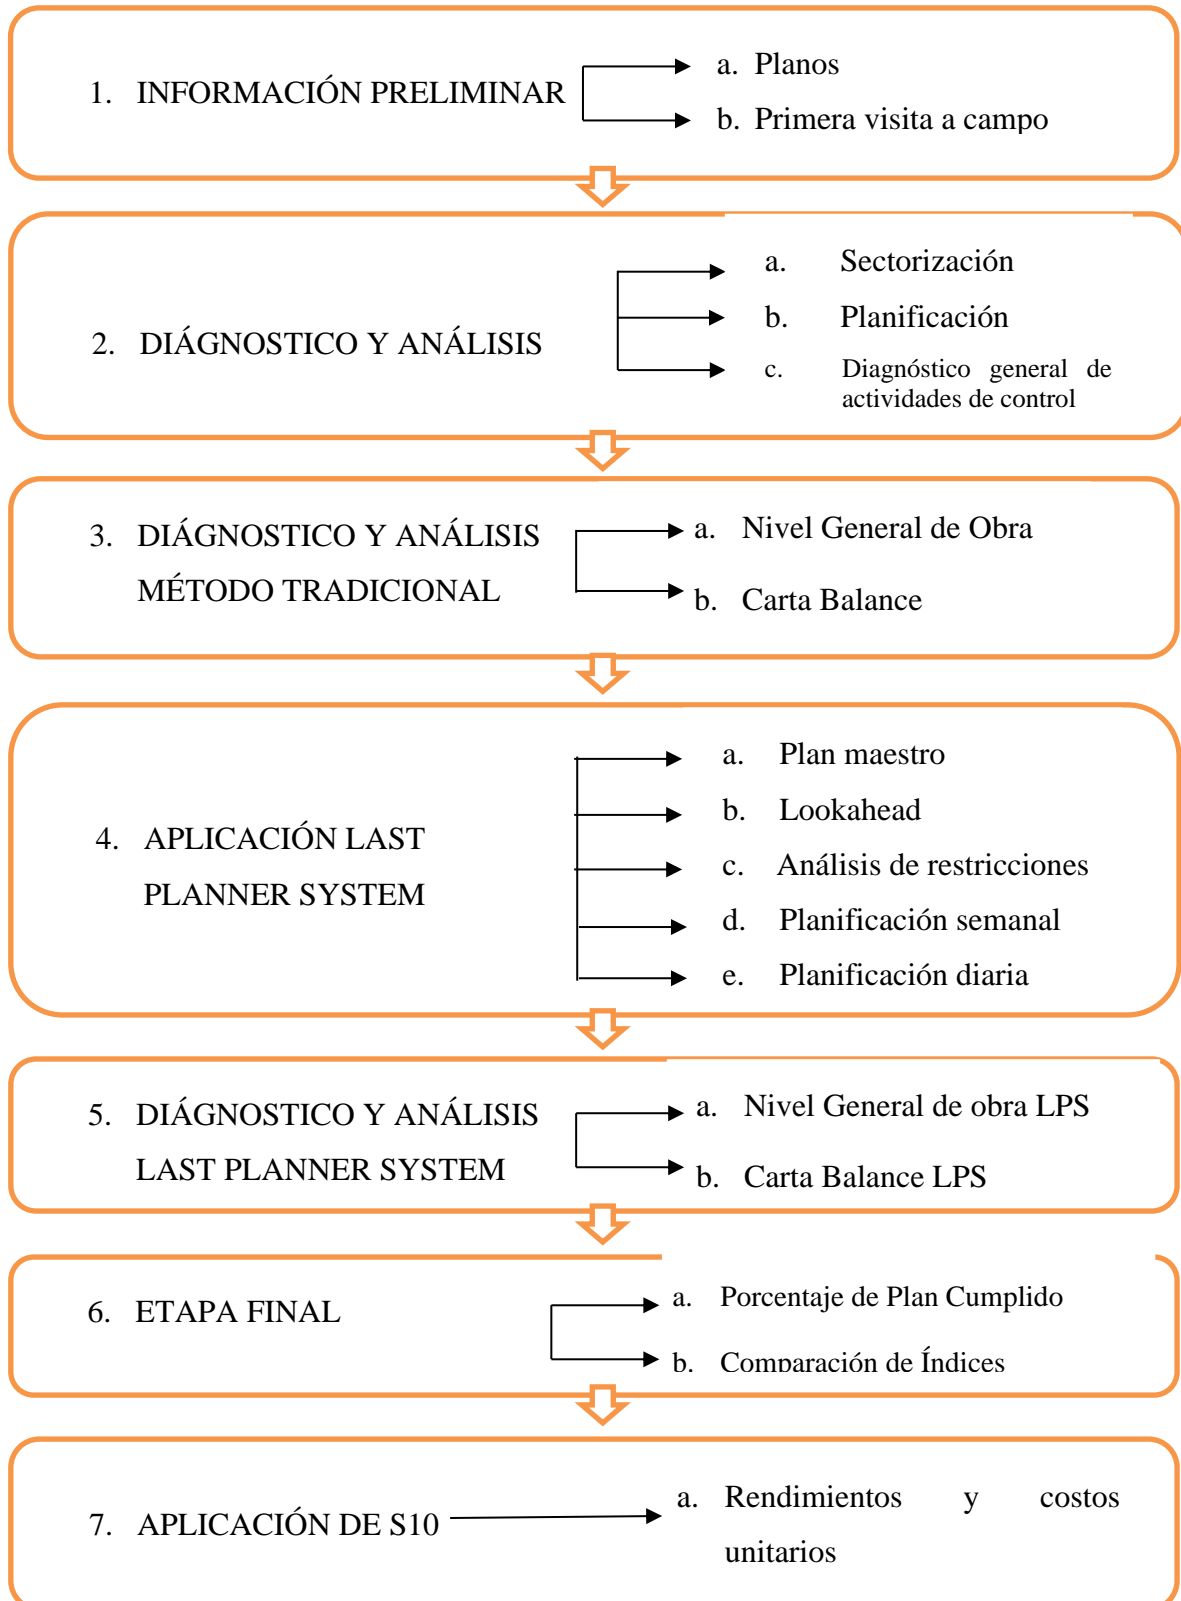 1. INFORMACIÓN PRELIMINAR
a. Planos
b. Primera visita a campo
2. DIÁGNOSTICO Y ANÁLISIS
a. Sectorización
b. Planificación
c. Diagnóstico general de
actividades de control
3. DIÁGNOSTICO Y ANÁLISIS
MÉTODO TRADICIONAL
a. Nivel General de Obra
b. Carta Balance
4. APLICACIÓN LAST
PLANNER SYSTEM
a. Plan maestro
b. Lookahead
c. Análisis de restricciones
d. Planificación semanal
e. Planificación diaria
5. DIÁGNOSTICO Y ANÁLISIS
LAST PLANNER SYSTEM
a. Nivel General de obra LPS
b. Carta Balance LPS
6. ETAPA FINAL
a. Porcentaje de Plan Cumplido
b. Comparación de Índices
7. APLICACIÓN DE S10
a. Rendimientos y costos
unitarios